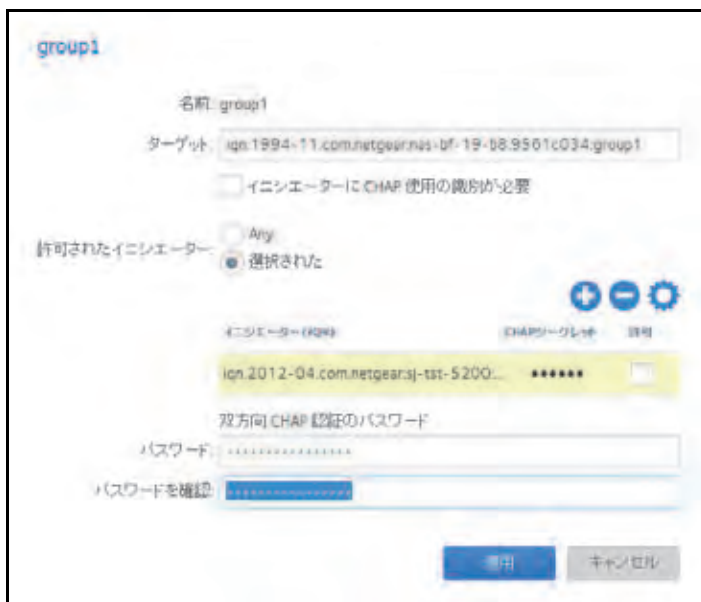 group1
名前: group1
ターゲット: iqn.1994-11.com.netgear:nas-bf-19-b8:9561c034:group1
イニシエーターに CHAP 使用の識別が必要
許可されたイニシエーター:
Any
選択された
イニシエーター (IQN) CHAPシークレット 許可
iqn.2012-04.com.netgear:sj-tst-5200:... ●●●●●●
双方向 CHAP 認証のパスワード
パスワード: ················
パスワードを確認: ················
適用 キャンセル